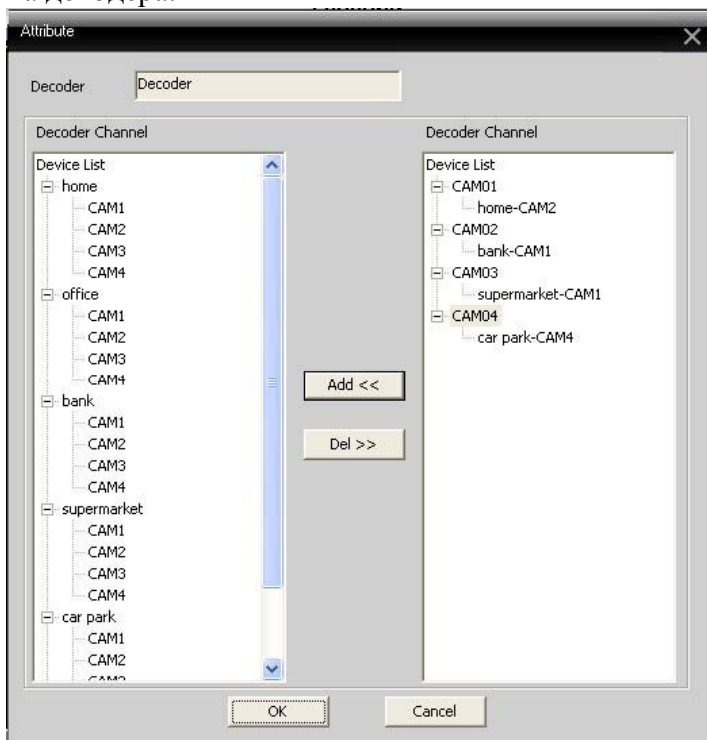 на декодера.
Attribute
Decoder
Decoder
Decoder Channel
Device List
home
CAM1
CAM2
CAM3
CAM4
office
CAM1
CAM2
CAM3
CAM4
bank
CAM1
CAM2
CAM3
CAM4
supermarket
CAM1
CAM2
CAM3
CAM4
car park
CAM1
CAM2
Add <<
Del >>
Decoder Channel
Device List
CAM01
home-CAM2
CAM02
bank-CAM1
CAM03
supermarket-CAM1
CAM04
car park-CAM4
OK
Cancel